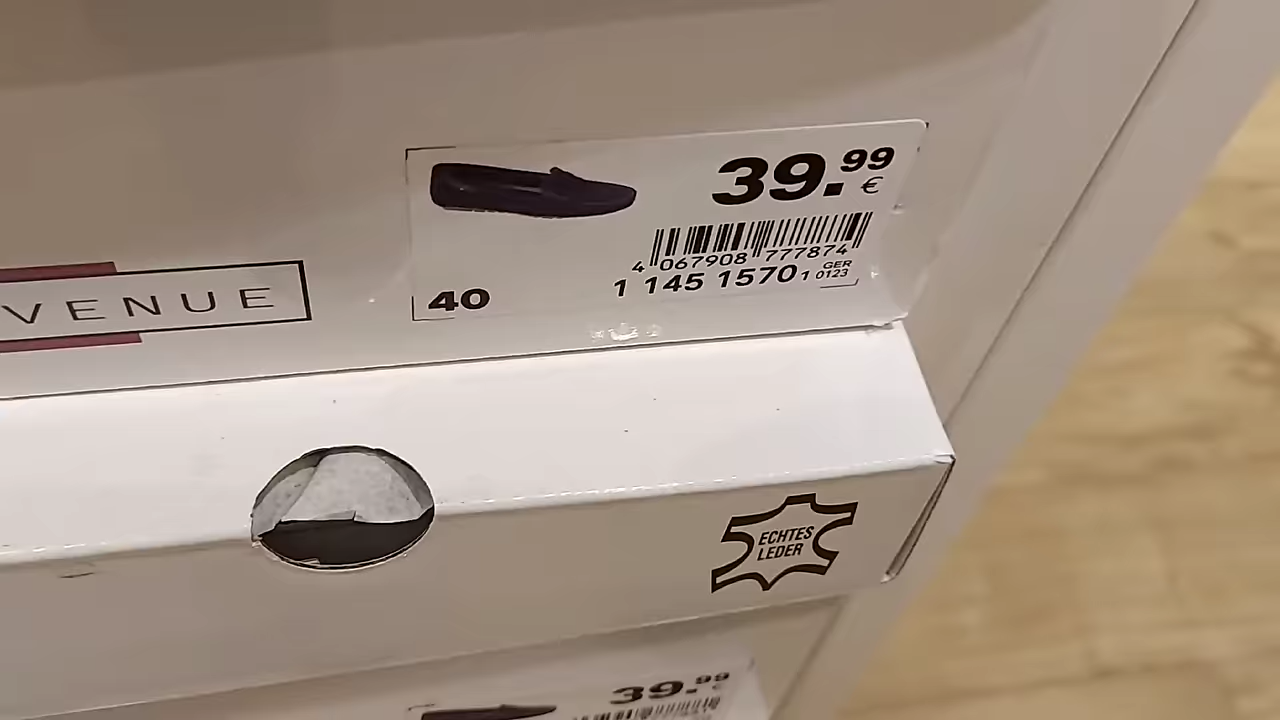 39.99
€
4 067908 777874
1 145 1570 1 GER 0123
40
VENUE
ECHTES
LEDER
39.99
€